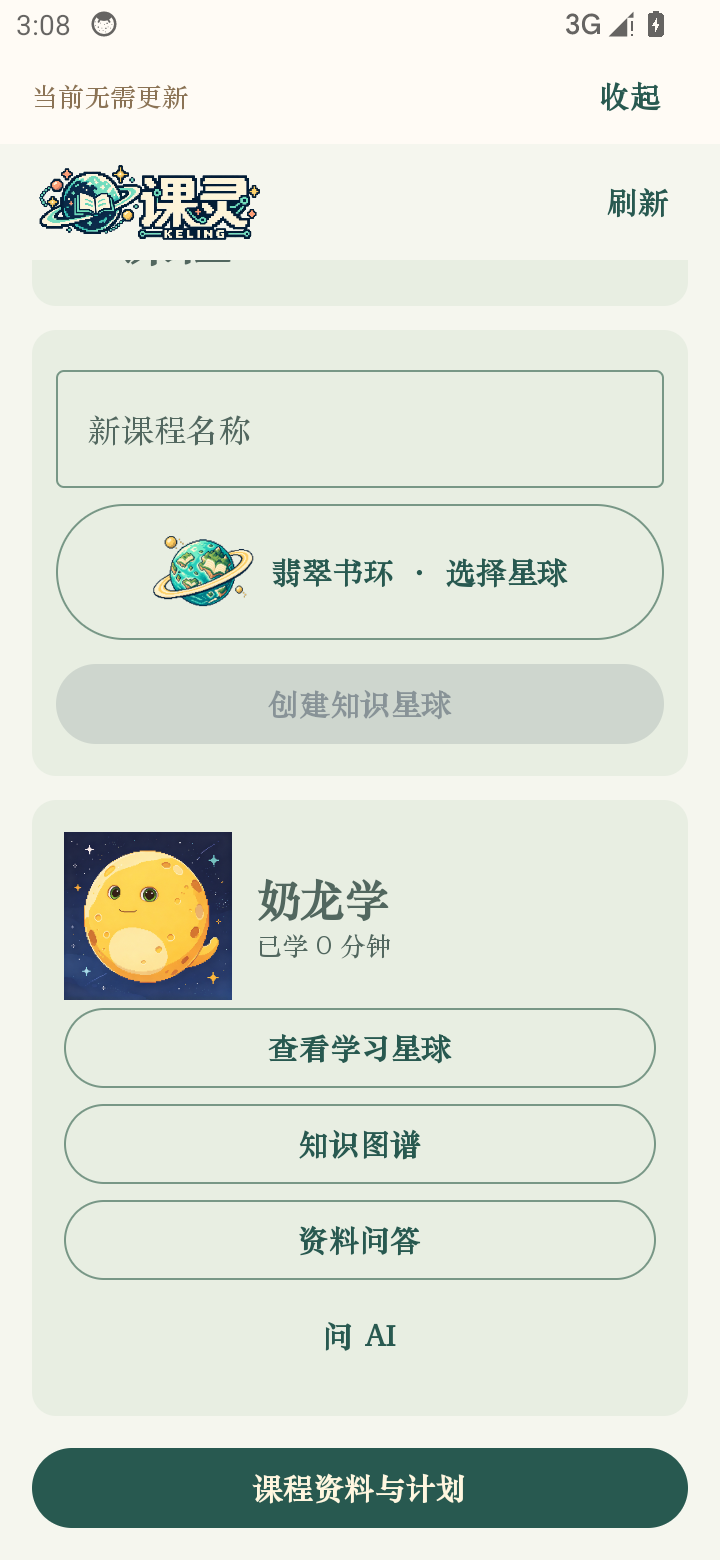 3:08
3G
当前无需更新
收起
课灵
KELING
刷新
新课程名称
翡翠书环 · 选择星球
创建知识星球
奶龙学
已学 0 分钟
查看学习星球
知识图谱
资料问答
问 AI
课程资料与计划